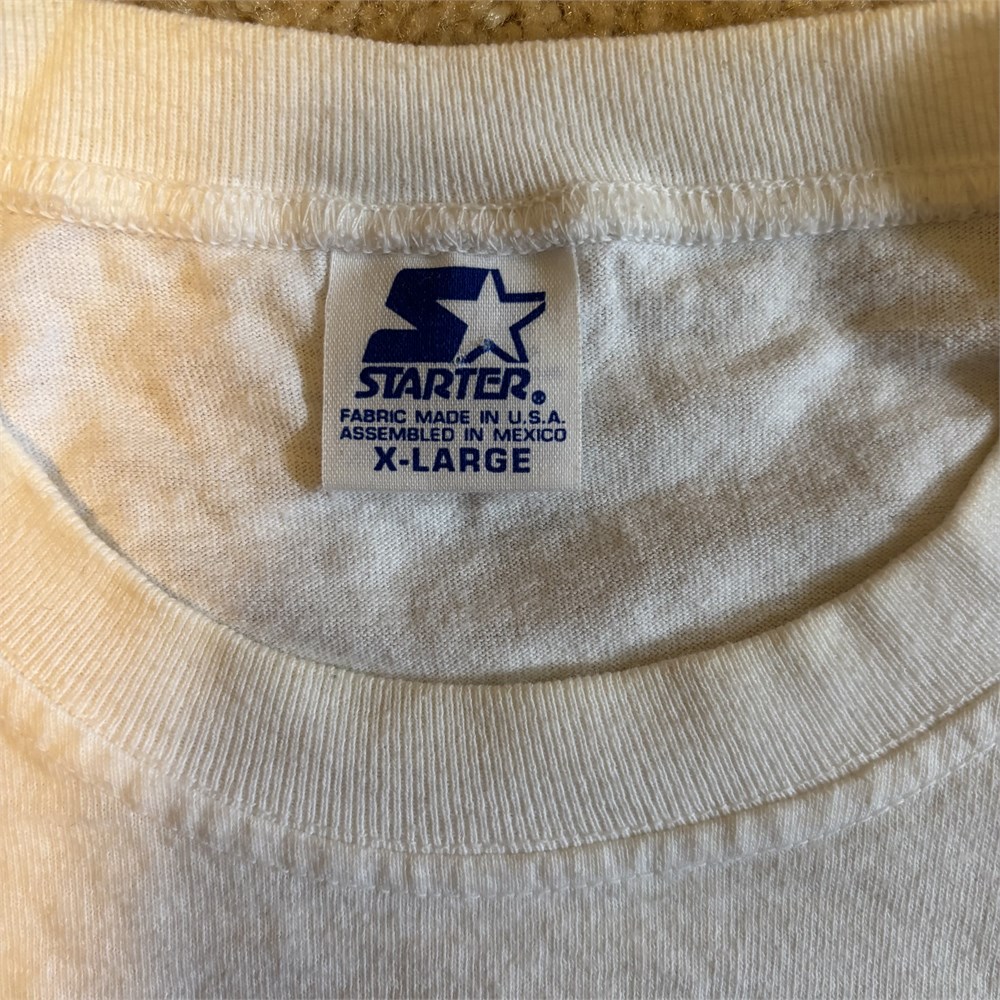 STARTER®
FABRIC MADE IN U.S.A.
ASSEMBLED IN MEXICO
X-LARGE